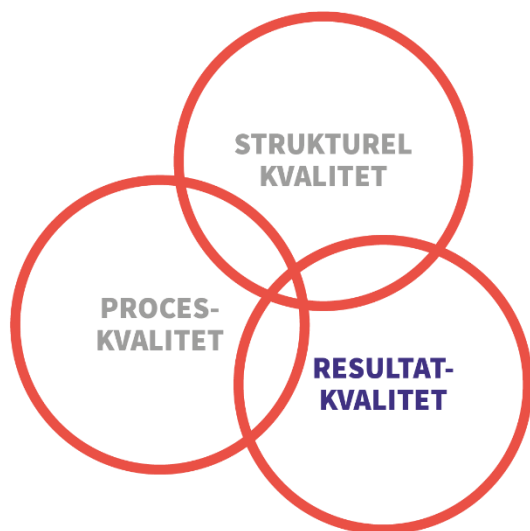 STRUKTUREL
KVALITET
PROCES-
KVALITET
RESULTAT-
KVALITET